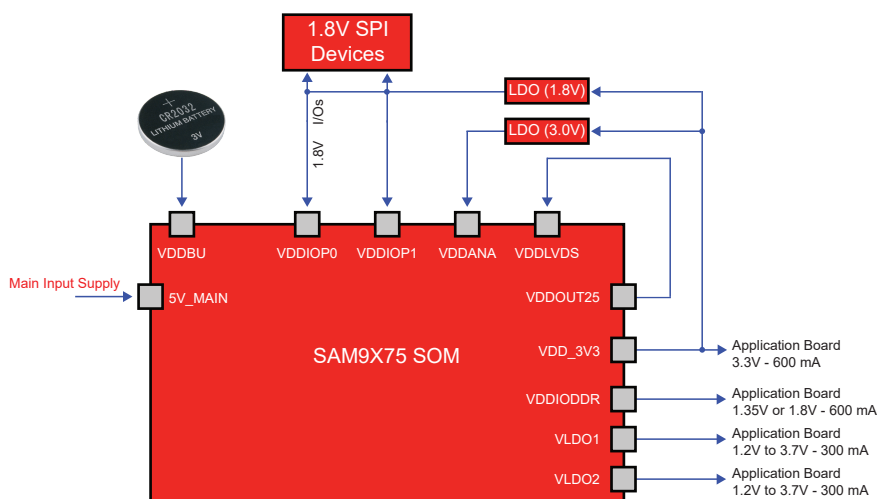 1.8V SPI
Devices
LDO (1.8V)
LDO (3.0V)
CR2032
LITHIUM BATTERY
3V
1.8V I/Os
VDDBU
VDDIOP0
VDDIOP1
VDDANA
VDDLVDS
Main Input Supply
5V_MAIN
VDDOUT25
SAM9X75 SOM
VDD_3V3
Application Board
3.3V - 600 mA
VDDIODDR
Application Board
1.35V or 1.8V - 600 mA
VLDO1
Application Board
1.2V to 3.7V - 300 mA
VLDO2
Application Board
1.2V to 3.7V - 300 mA